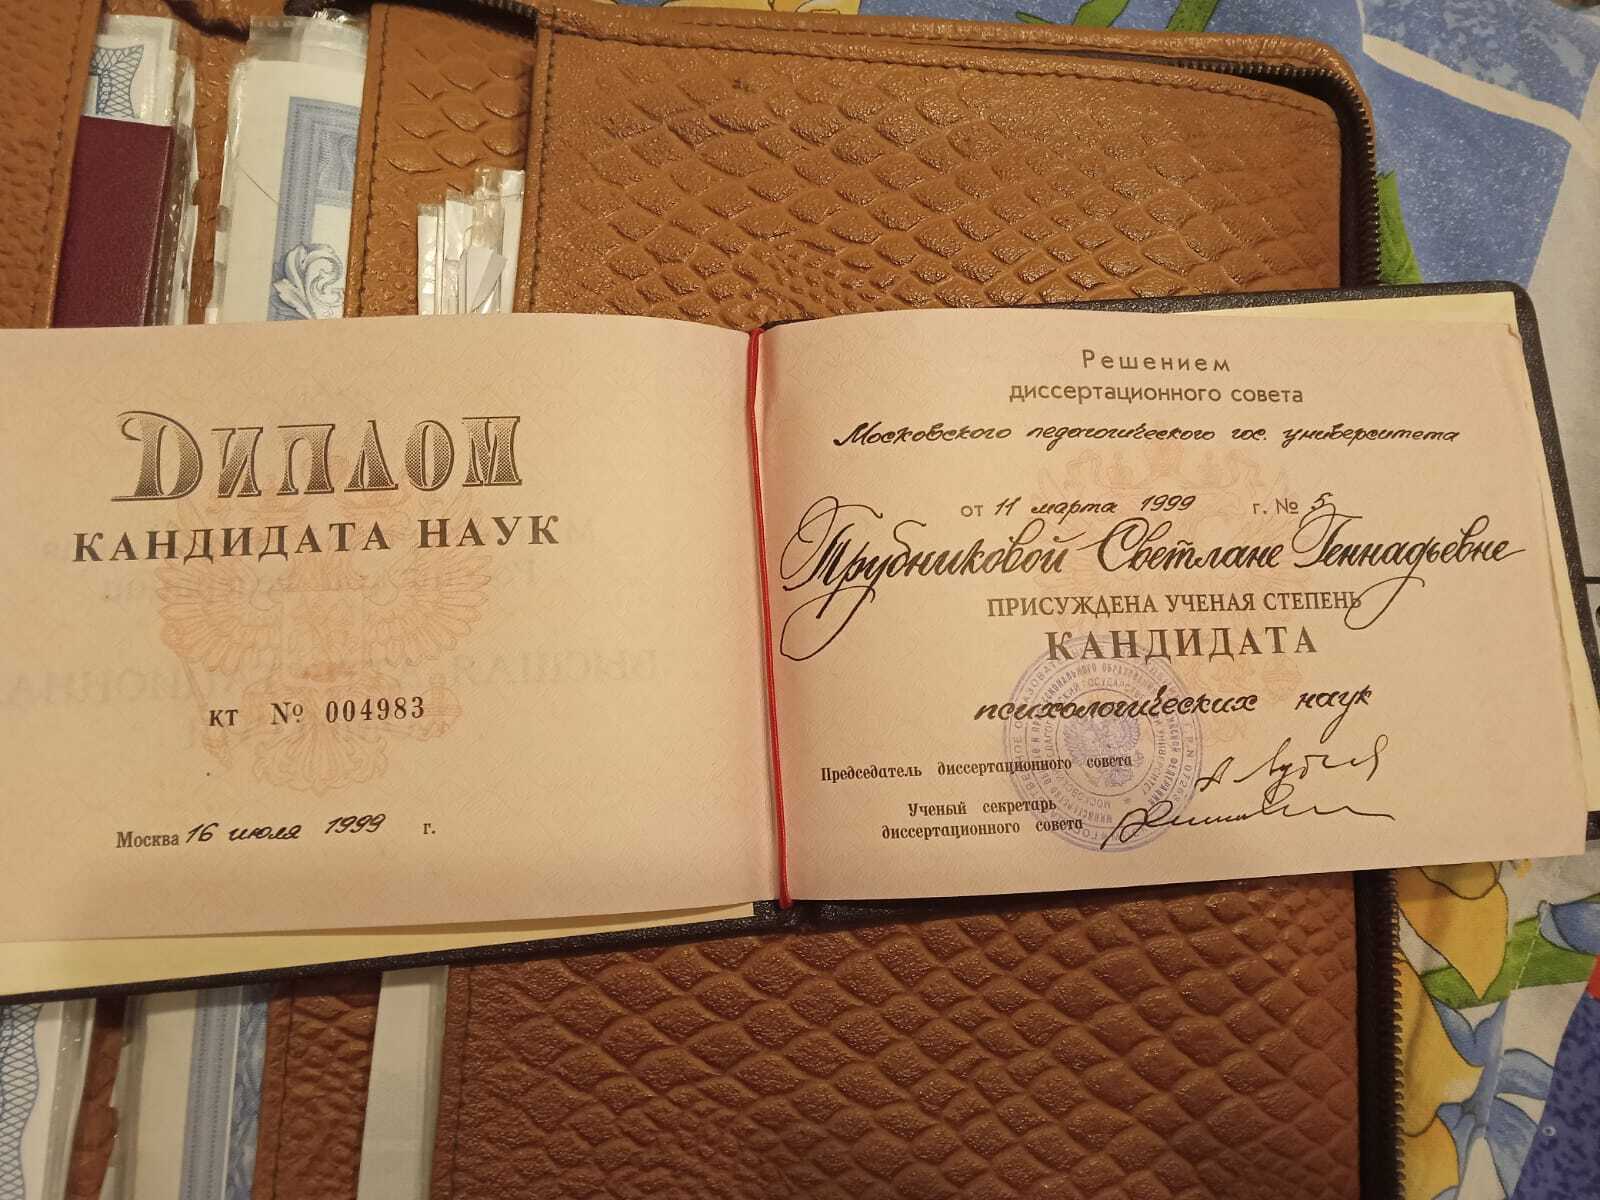 ДИПЛОМ
КАНДИДАТА НАУК
КТ № 004983
Москва 16 июля 1999 г.
Решением
диссертационного совета
Московского педагогического гос. университета
от 11 марта 1999 г. № 5
Трубниковой Светлане Геннадьевне
ПРИСУЖДЕНА УЧЕНАЯ СТЕПЕНЬ
КАНДИДАТА
психологических наук
Председатель диссертационного совета
Ученый секретарь
диссертационного совета